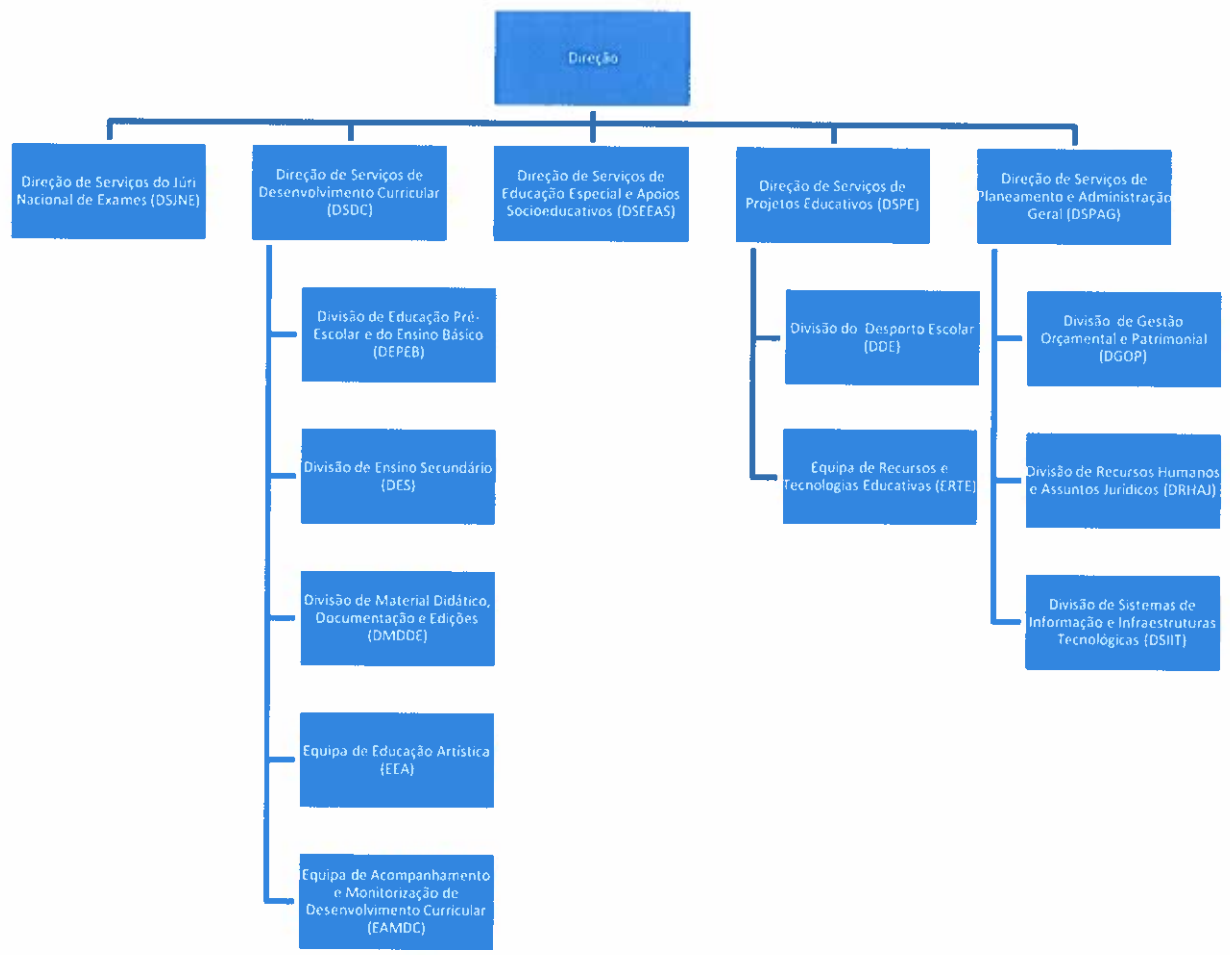 Direção
Direção de Serviços do Júri
Nacional de Exames (DSJNE)
Direção de Serviços de
Desenvolvimento Curricular
(DSDC)
Direção de Serviços de
Educação Especial e Apoios
Socioeducativos (DSEEAS)
Direção de Serviços de
Projetos Educativos (DSPE)
Direção de Serviços de
Planeamento e Administração
Geral (DSPAG)
Divisão de Educação Pré-
Escolar e do Ensino Básico
(DEPEB)
Divisão de Ensino Secundário
(DES)
Divisão de Material Didático,
Documentação e Edições
(DMDDE)
Equipa de Educação Artística
(EEA)
Equipa de Acompanhamento
e Monitorização de
Desenvolvimento Curricular
(EAMDC)
Divisão do Desporto Escolar
(DDE)
Equipa de Recursos e
Tecnologias Educativas (ERTE)
Divisão de Gestão
Orçamental e Patrimonial
(DGOP)
Divisão de Recursos Humanos
e Assuntos Jurídicos (DRHAJ)
Divisão de Sistemas de
Informação e Infraestruturas
Tecnológicas (DSIIT)